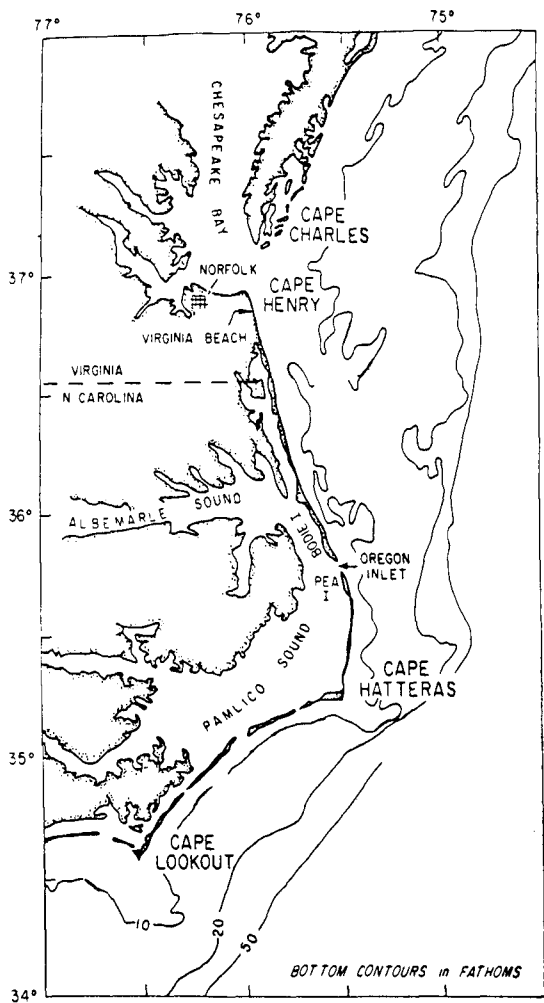 77°
76°
75°
CHESAPEAKE BAY
CAPE
CHARLES
37°
NORFOLK
CAPE
HENRY
VIRGINIA BEACH
VIRGINIA
N CAROLINA
ALBEMARLE SOUND
36°
BODIE I
OREGON
INLET
PEA
I
PAMLICO SOUND
CAPE
HATTERAS
35°
CAPE
LOOKOUT
10
20
50
34°
BOTTOM CONTOURS in FATHOMS